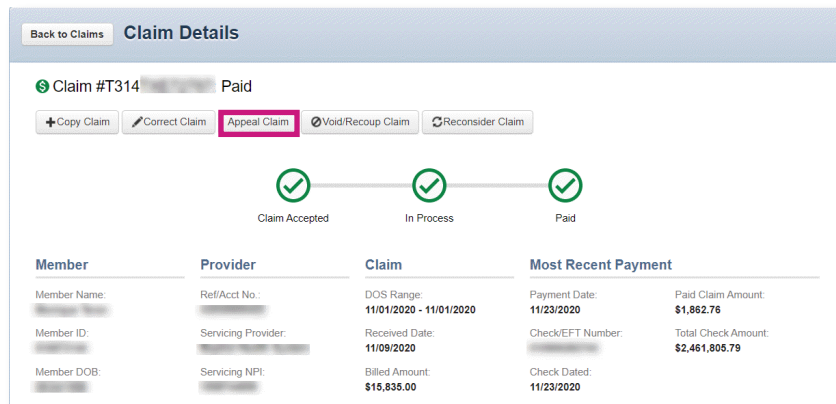 Back to Claims Claim Details
Claim #T314 Paid
Copy Claim Correct Claim Appeal Claim Void/Recoup Claim Reconsider Claim
Claim Accepted In Process Paid
Member Provider Claim Most Recent Payment
Member Name: Ref/Acct No.: DOS Range: Payment Date: Paid Claim Amount:
11/01/2020 - 11/01/2020 11/23/2020 $1,862.76
Member ID: Servicing Provider: Received Date: Check/EFT Number: Total Check Amount:
11/09/2020 $2,461,805.79
Member DOB: Servicing NPI: Billed Amount: Check Dated:
$15,835.00 11/23/2020